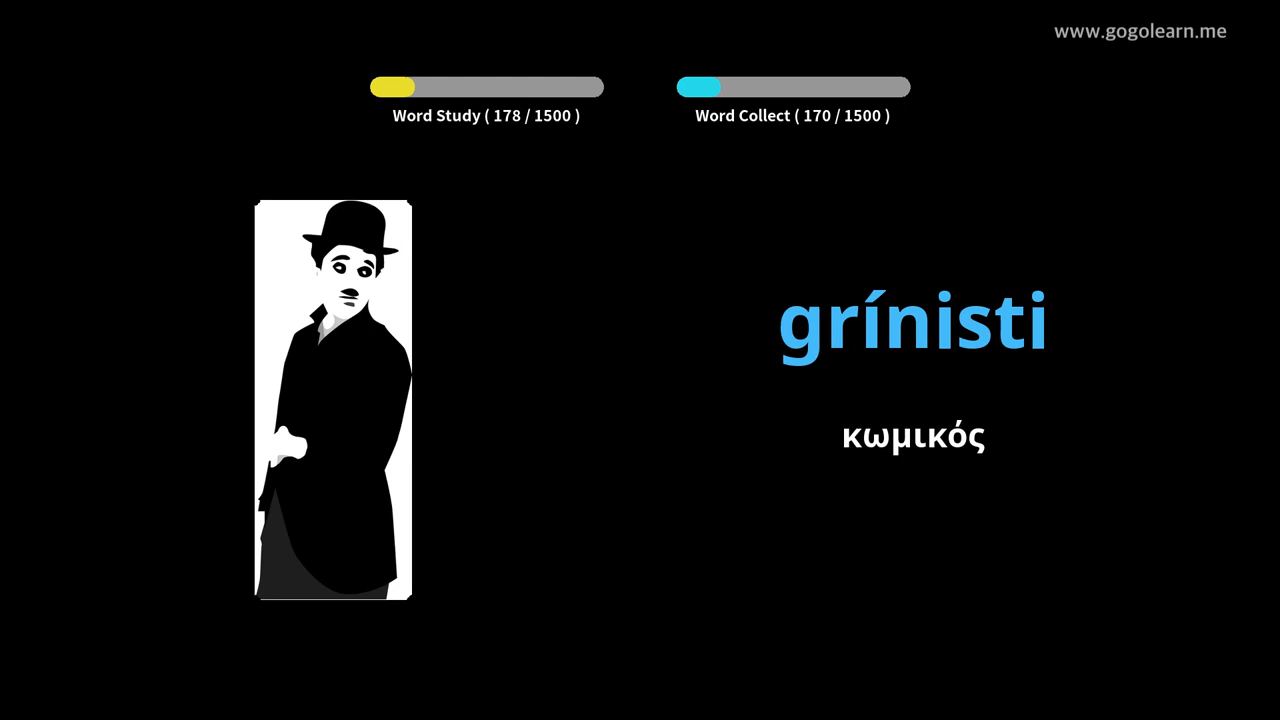 www.gogolearn.me
Word Study ( 178 / 1500 )
Word Collect ( 170 / 1500 )
grínisti
κωμικός